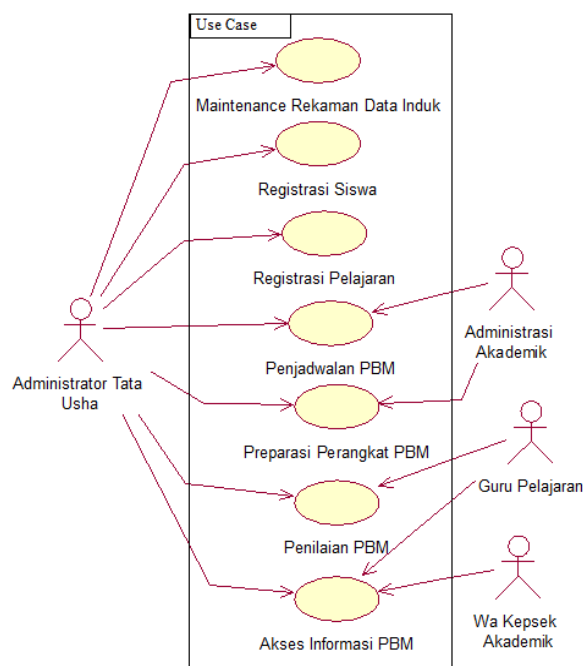 Use Case
Maintenance Rekaman Data Induk
Registrasi Siswa
Registrasi Pelajaran
Penjadwalan PBM
Administrasi
Akademik
Administrator Tata
Usha
Preparasi Perangkat PBM
Guru Pelajaran
Penilaian PBM
Wa Kepsek
Akademik
Akses Informasi PBM